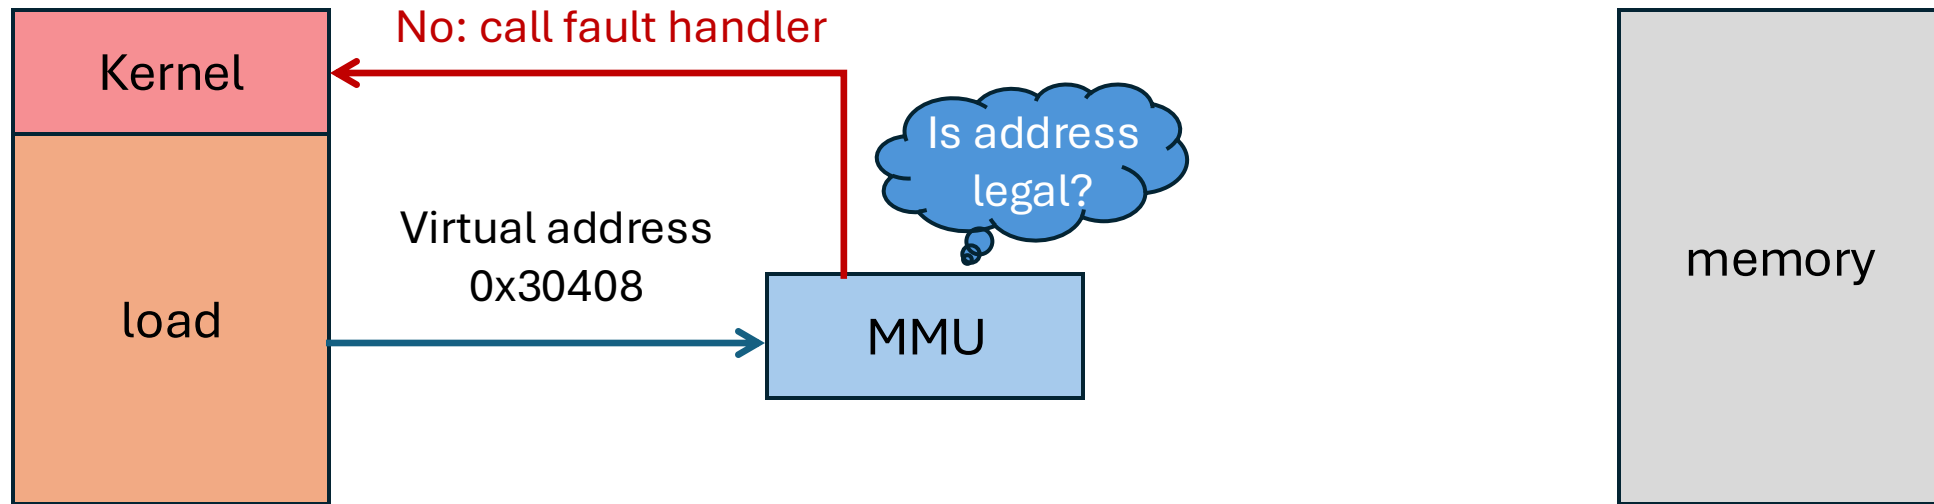 No: call fault handler
Kernel
Is address
legal?
Virtual address
0x30408
load
MMU
memory